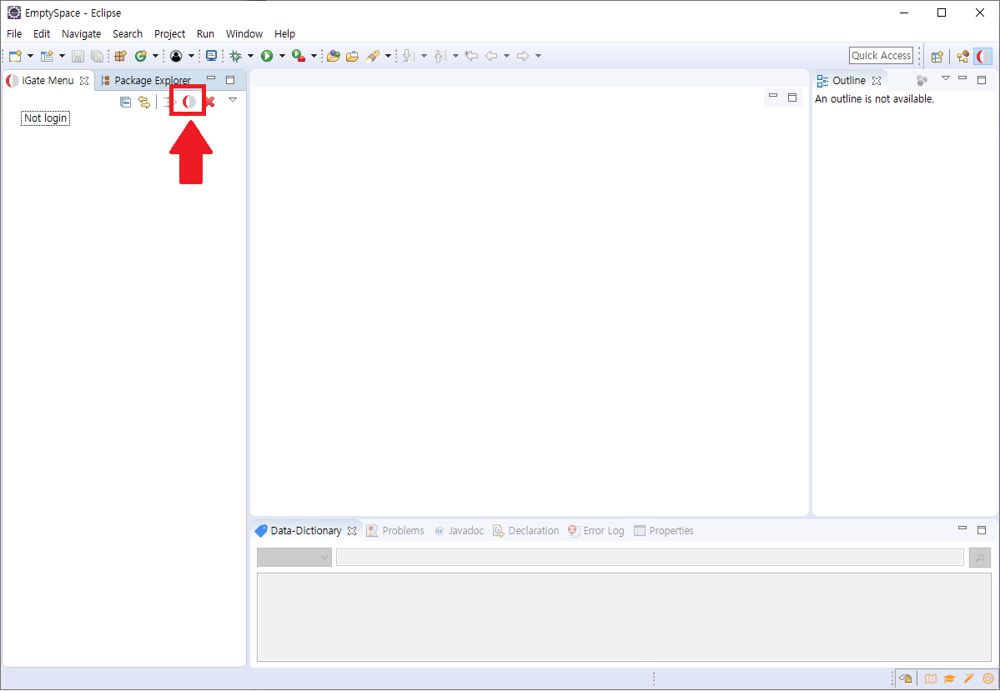 EmptySpace - Eclipse
File Edit Navigate Search Project Run Window Help
Quick Access
iGate Menu Package Explorer
Outline
Not login
An outline is not available.
Data-Dictionary Problems @ Javadoc Declaration Error Log Properties